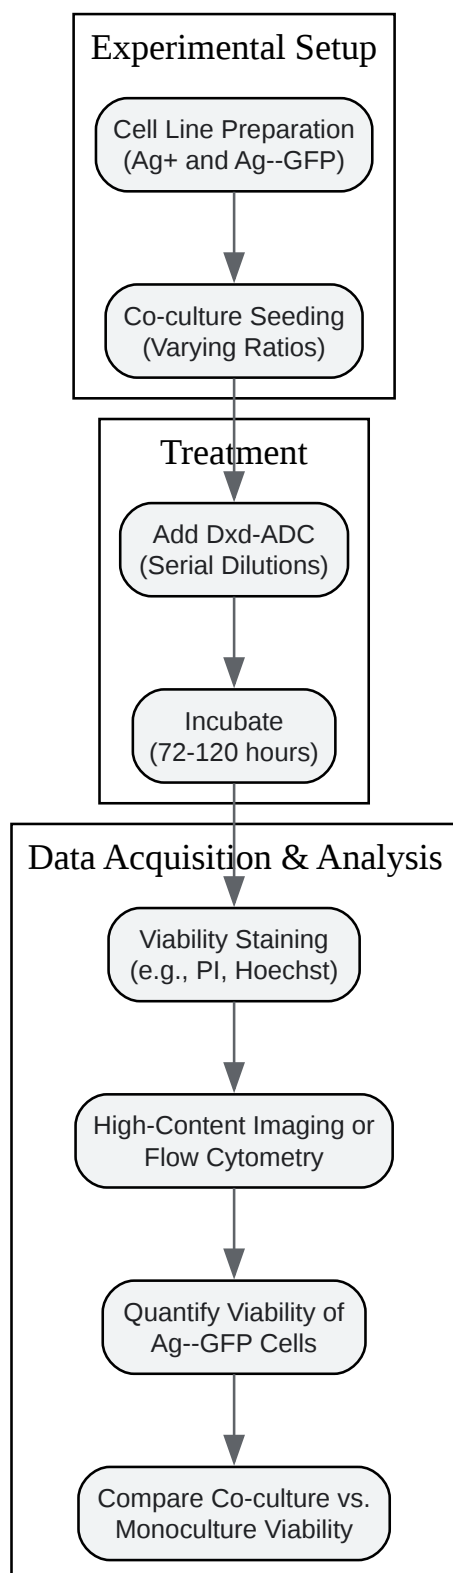 Experimental Setup
Cell Line Preparation
(Ag+ and Ag--GFP)
Co-culture Seeding
(Varying Ratios)
Treatment
Add Dxd-ADC
(Serial Dilutions)
Incubate
(72-120 hours)
Data Acquisition & Analysis
Viability Staining
(e.g., PI, Hoechst)
High-Content Imaging or
Flow Cytometry
Quantify Viability of
Ag--GFP Cells
Compare Co-culture vs.
Monoculture Viability